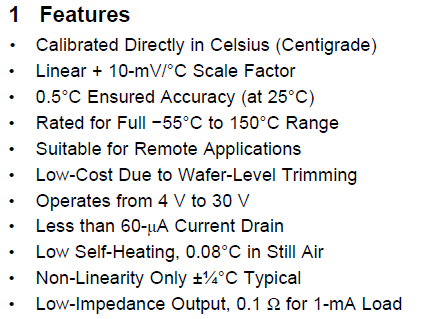 1 Features
• Calibrated Directly in Celsius (Centigrade)
• Linear + 10-mV/°C Scale Factor
• 0.5°C Ensured Accuracy (at 25°C)
• Rated for Full −55°C to 150°C Range
• Suitable for Remote Applications
• Low-Cost Due to Wafer-Level Trimming
• Operates from 4 V to 30 V
• Less than 60-μA Current Drain
• Low Self-Heating, 0.08°C in Still Air
• Non-Linearity Only ±¼°C Typical
• Low-Impedance Output, 0.1 Ω for 1-mA Load